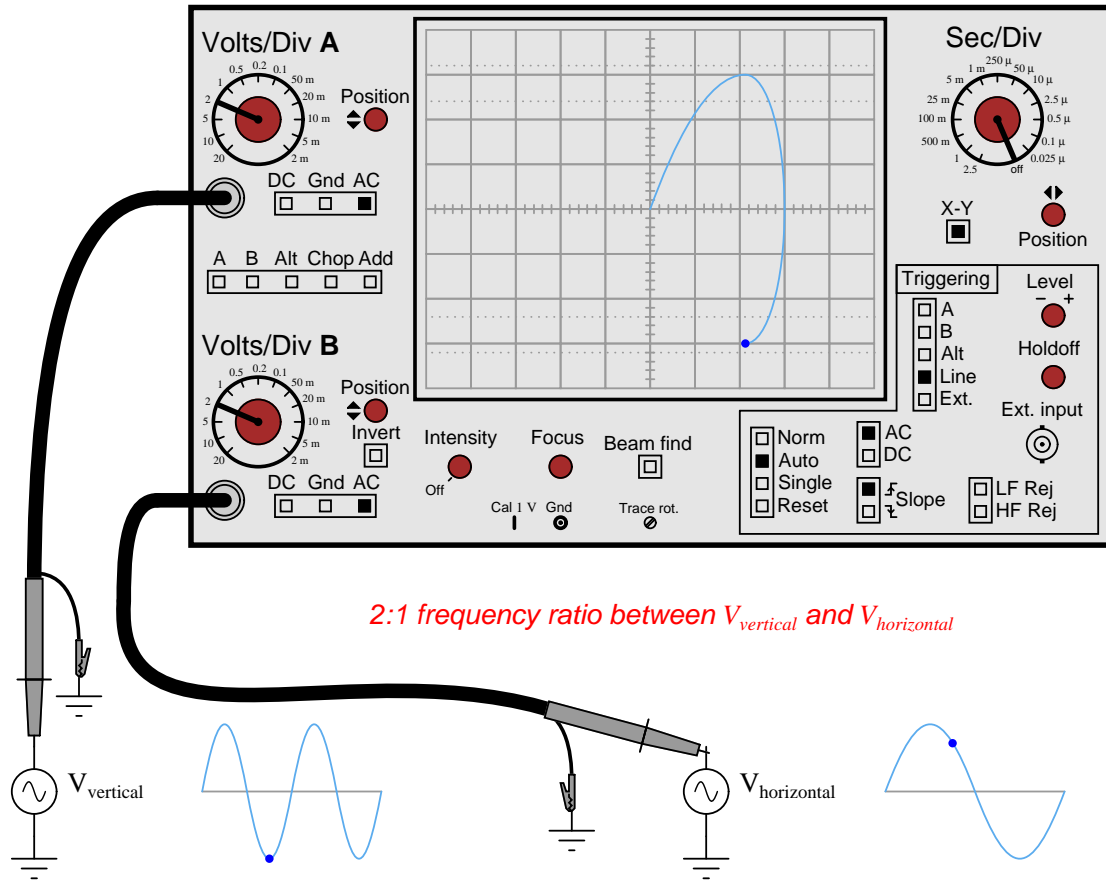 Volts/Div A
20
10
5
2
1
0.5
0.2
0.1
50 m
20 m
10 m
5 m
2 m
Position
DC Gnd AC
A B Alt Chop Add
Volts/Div B
20
10
5
2
1
0.5
0.2
0.1
50 m
20 m
10 m
5 m
2 m
Position
Invert
DC Gnd AC
Intensity
Off
Focus
Beam find
Cal 1 V Gnd
Trace rot.
Sec/Div
2.5
1
500 m
100 m
25 m
5 m
1 m
250 µ
50 µ
10 µ
2.5 µ
0.5 µ
0.1 µ
0.025 µ
off
X-Y
Position
Triggering
A
B
Alt
Line
Ext.
Level
− +
Holdoff
Ext. input
Norm
Auto
Single
Reset
AC
DC
Slope
LF Rej
HF Rej
2:1 frequency ratio between Vvertical and Vhorizontal
Vvertical
Vhorizontal